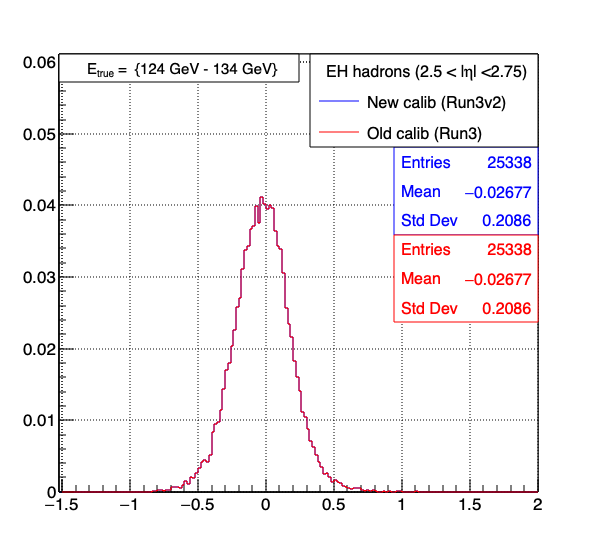 E_true = {124 GeV - 134 GeV}
EH hadrons (2.5 < |η| <2.75)
New calib (Run3v2)
Old calib (Run3)
Entries 25338
Mean −0.02677
Std Dev 0.2086
Entries 25338
Mean −0.02677
Std Dev 0.2086
0.06
0.05
0.04
0.03
0.02
0.01
0
−1.5 −1 −0.5 0 0.5 1 1.5 2